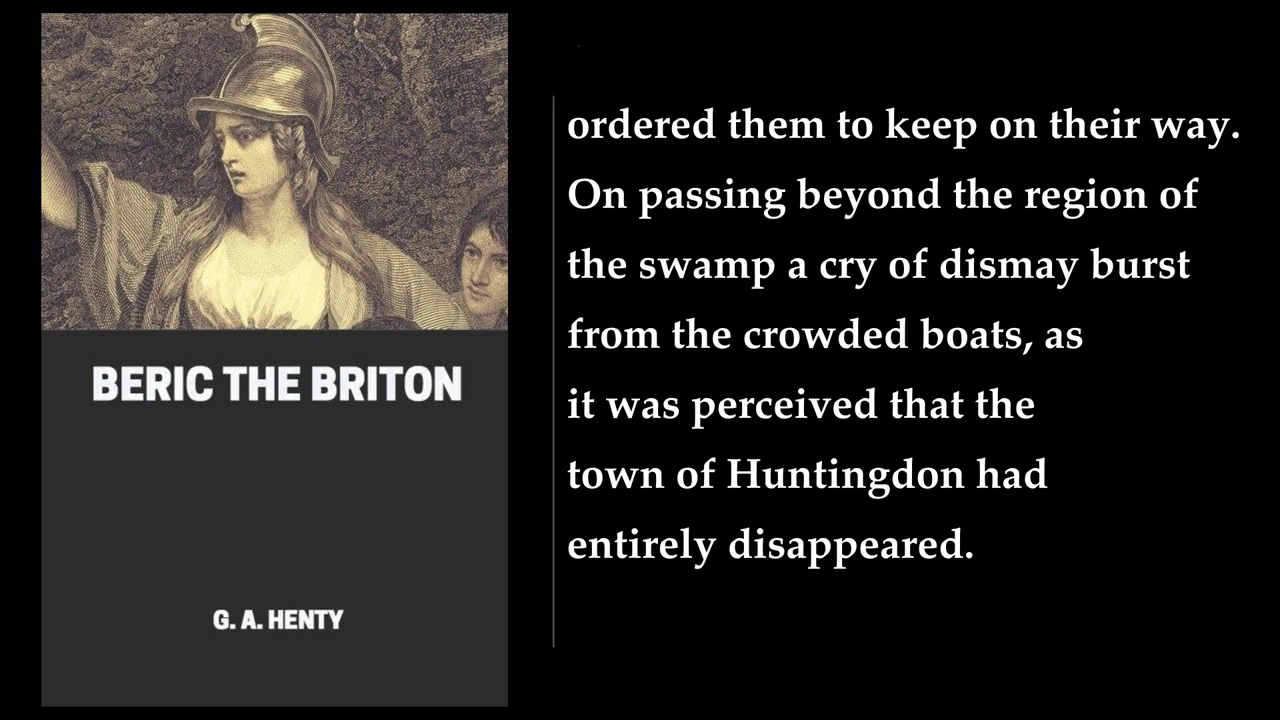 BERIC THE BRITON
G. A. HENTY
ordered them to keep on their way.
On passing beyond the region of
the swamp a cry of dismay burst
from the crowded boats, as
it was perceived that the
town of Huntingdon had
entirely disappeared.